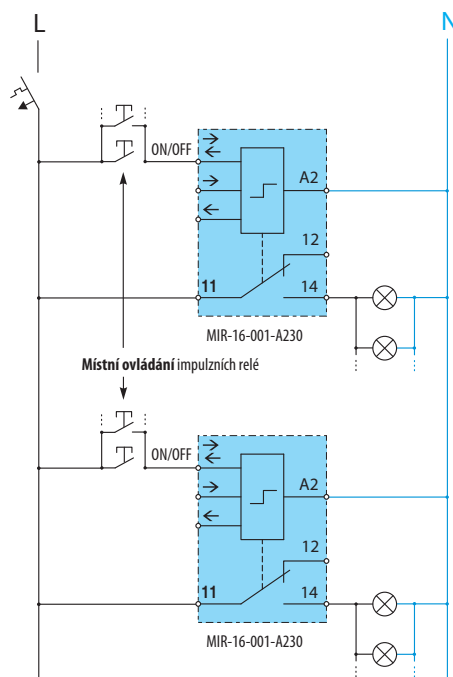 L N
ON/OFF
A2
12
11 14
MIR-16-001-A230
Místní ovládání impulzních relé
ON/OFF
A2
12
11 14
MIR-16-001-A230